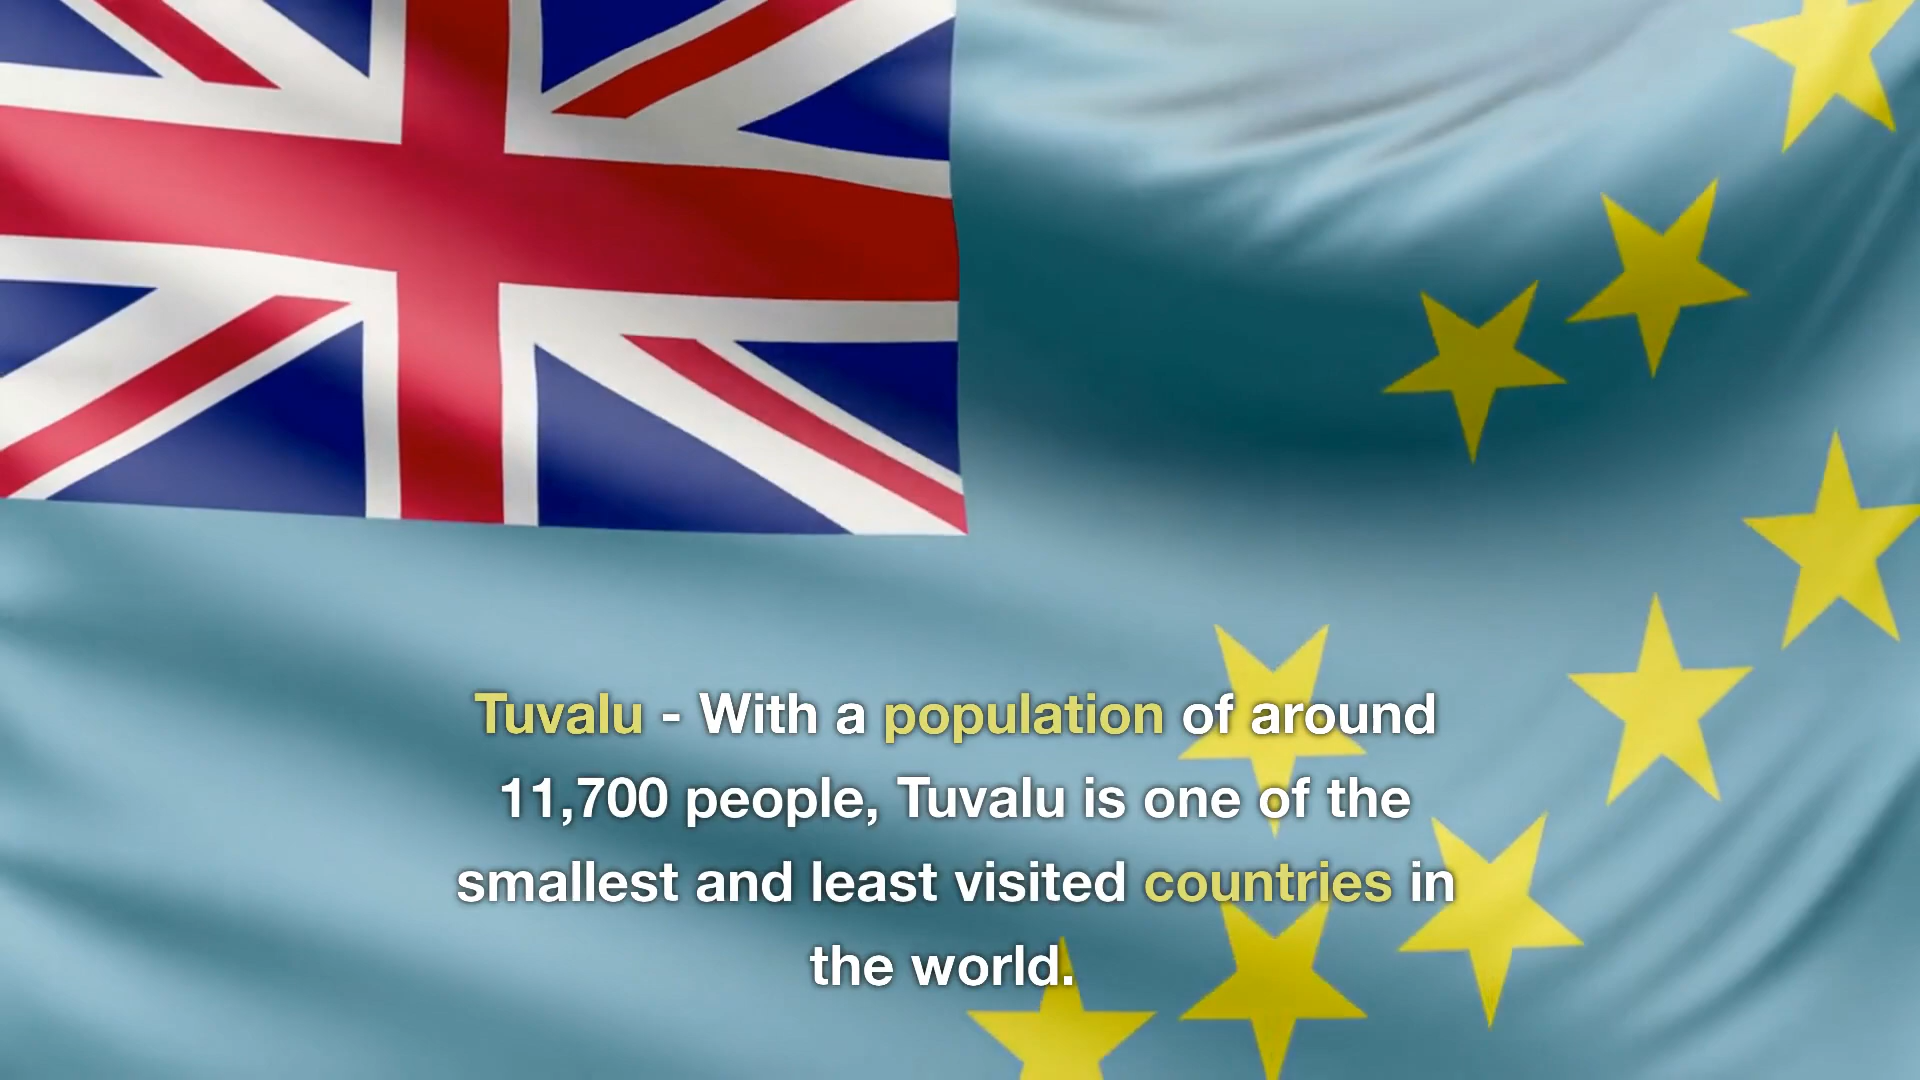 Tuvalu - With a population of around
11,700 people, Tuvalu is one of the
smallest and least visited countries in
the world.